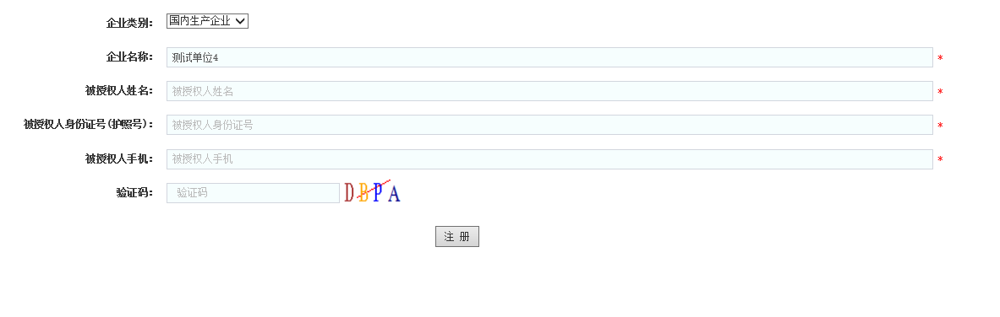 企业类别： 国内生产企业
企业名称： 测试单位4 *
被授权人姓名： 被授权人姓名 *
被授权人身份证号(护照号)： 被授权人身份证号 *
被授权人手机： 被授权人手机 *
验证码： 验证码 DBPA
注 册